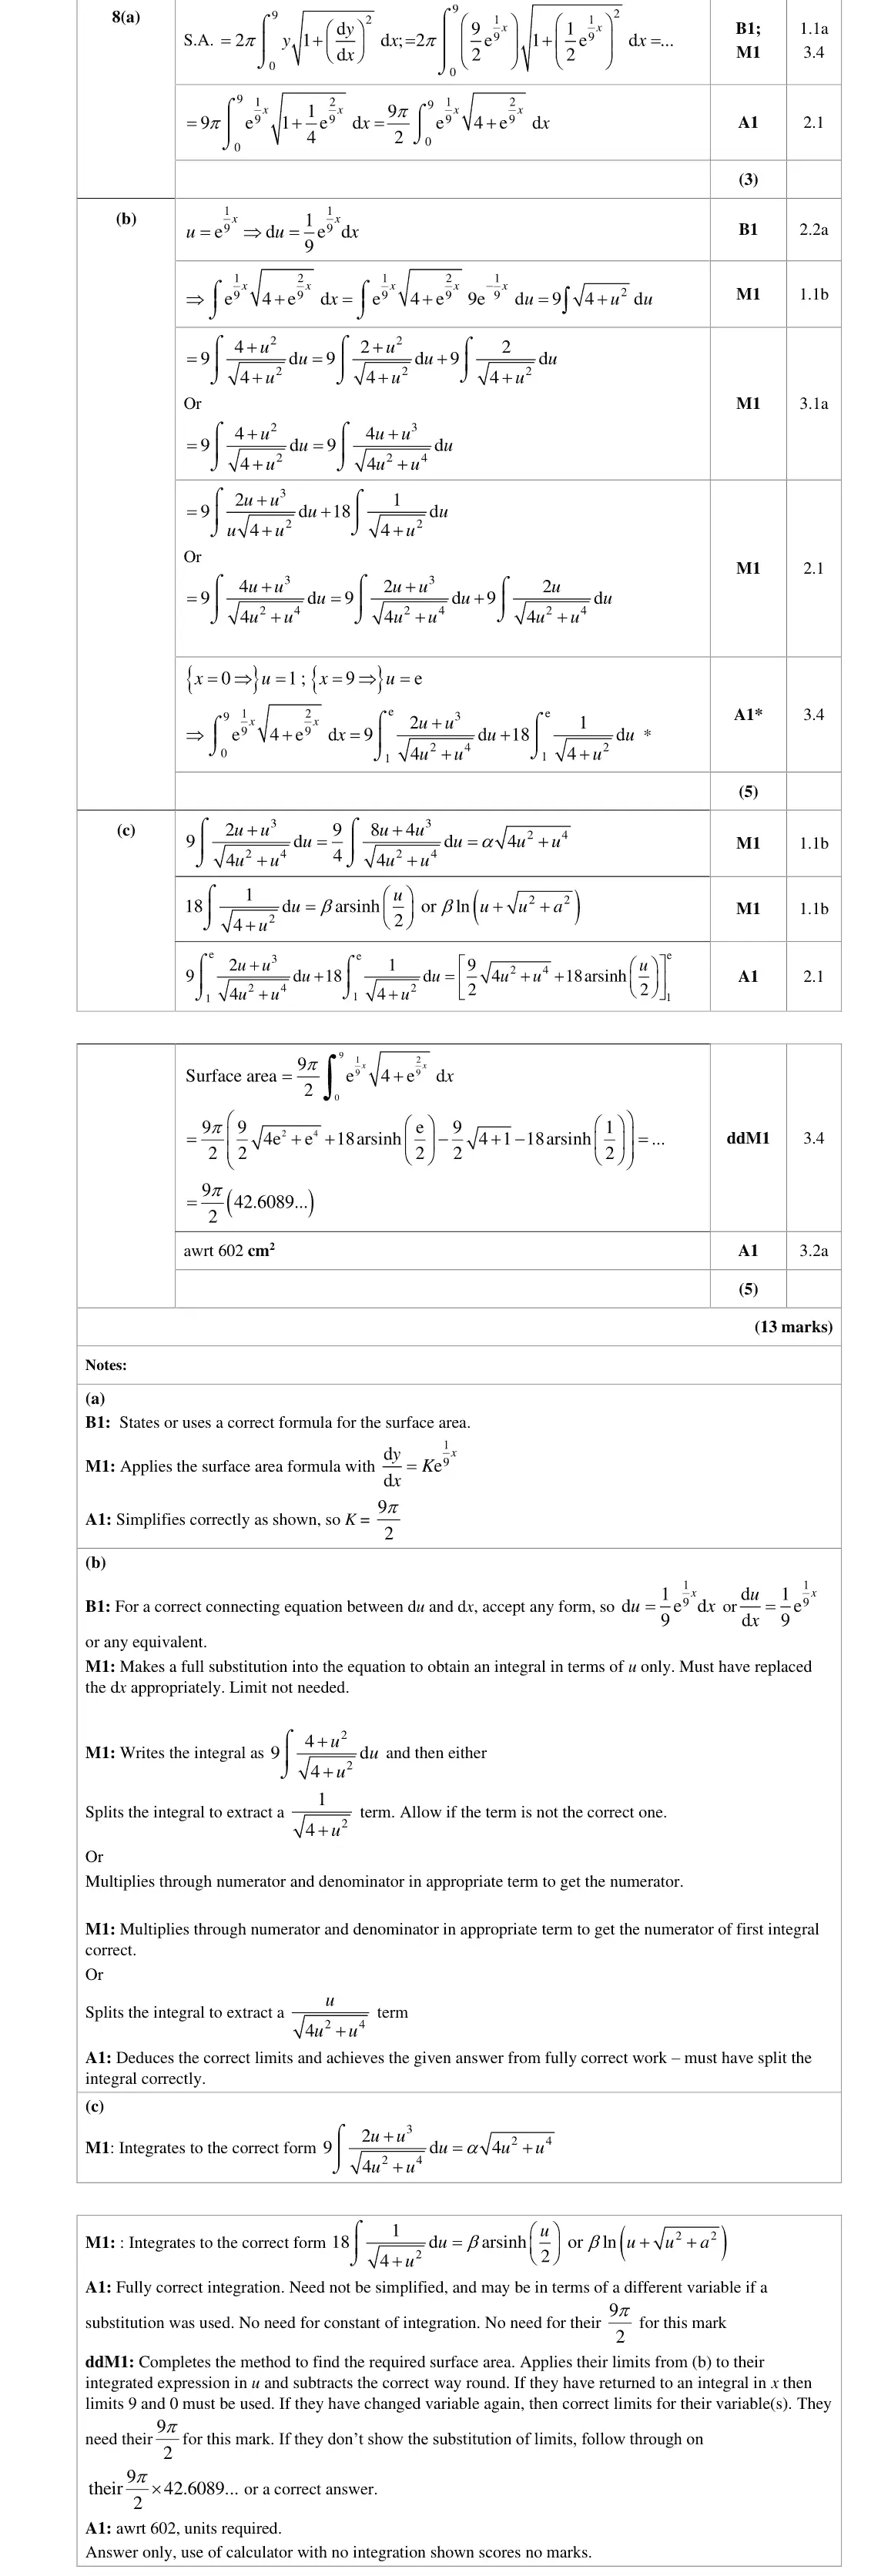 8(a)
S.A. = 2π∫₀⁹ y√(1+(dy/dx)²) dx; = 2π∫₀⁹ (9/2 e^(1/9 x))√(1+(1/2 e^(1/9 x))²) dx = ...
B1;
M1
1.1a
3.4
= 9π∫₀⁹ e^(1/9 x)√(1+1/4 e^(2/9 x)) dx = 9π/2 ∫₀⁹ e^(1/9 x)√(4+e^(2/9 x)) dx
A1
2.1
(3)
(b)
u = e^(1/9 x) ⇒ du = 1/9 e^(1/9 x) dx
B1
2.2a
⇒ ∫ e^(1/9 x)√(4+e^(2/9 x)) dx = ∫ e^(1/9 x)√(4+e^(2/9 x)) 9e^(−1/9 x) du = 9∫√(4+u²) du
M1
1.1b
= 9∫ (4+u²)/√(4+u²) du = 9∫ (2+u²)/√(4+u²) du + 9∫ 2/√(4+u²) du
Or
= 9∫ (4+u²)/√(4+u²) du = 9∫ (4u+u³)/√(4u²+u⁴) du
M1
3.1a
= 9∫ (2u+u³)/(u√(4+u²)) du + 18∫ 1/√(4+u²) du
Or
= 9∫ (4u+u³)/√(4u²+u⁴) du = 9∫ (2u+u³)/√(4u²+u⁴) du + 9∫ 2u/√(4u²+u⁴) du
M1
2.1
{x = 0 ⇒} u = 1 ; {x = 9 ⇒} u = e
⇒ ∫₀⁹ e^(1/9 x)√(4+e^(2/9 x)) dx = 9∫₁ᵉ (2u+u³)/√(4u²+u⁴) du + 18∫₁ᵉ 1/√(4+u²) du *
A1*
3.4
(5)
(c)
9∫ (2u+u³)/√(4u²+u⁴) du = 9/4 ∫ (8u+4u³)/√(4u²+u⁴) du = α√(4u²+u⁴)
M1
1.1b
18∫ 1/√(4+u²) du = β arsinh(u/2) or β ln(u+√(u²+a²))
M1
1.1b
9∫₁ᵉ (2u+u³)/√(4u²+u⁴) du + 18∫₁ᵉ 1/√(4+u²) du = [9/2 √(4u²+u⁴) + 18 arsinh(u/2)]₁ᵉ
A1
2.1
Surface area = 9π/2 ∫₀⁹ e^(1/9 x)√(4+e^(2/9 x)) dx
= 9π/2 (9/2 √(4e²+e⁴) + 18 arsinh(e/2) − 9/2 √(4+1) − 18 arsinh(1/2)) = ...
= 9π/2 (42.6089...)
ddM1
3.4
awrt 602 cm²
A1
3.2a
(5)
(13 marks)
Notes:
(a)
B1: States or uses a correct formula for the surface area.
M1: Applies the surface area formula with dy/dx = Ke^(1/9 x)
A1: Simplifies correctly as shown, so K = 9π/2
(b)
B1: For a correct connecting equation between du and dx, accept any form, so du = 1/9 e^(1/9 x) dx or du/dx = 1/9 e^(1/9 x)
or any equivalent.
M1: Makes a full substitution into the equation to obtain an integral in terms of u only. Must have replaced
the dx appropriately. Limit not needed.
M1: Writes the integral as 9∫ (4+u²)/√(4+u²) du and then either
Splits the integral to extract a 1/√(4+u²) term. Allow if the term is not the correct one.
Or
Multiplies through numerator and denominator in appropriate term to get the numerator.
M1: Multiplies through numerator and denominator in appropriate term to get the numerator of first integral
correct.
Or
Splits the integral to extract a u/√(4u²+u⁴) term
A1: Deduces the correct limits and achieves the given answer from fully correct work – must have split the
integral correctly.
(c)
M1: Integrates to the correct form 9∫ (2u+u³)/√(4u²+u⁴) du = α√(4u²+u⁴)
M1: : Integrates to the correct form 18∫ 1/√(4+u²) du = β arsinh(u/2) or β ln(u+√(u²+a²))
A1: Fully correct integration. Need not be simplified, and may be in terms of a different variable if a
substitution was used. No need for constant of integration. No need for their 9π/2 for this mark
ddM1: Completes the method to find the required surface area. Applies their limits from (b) to their
integrated expression in u and subtracts the correct way round. If they have returned to an integral in x then
limits 9 and 0 must be used. If they have changed variable again, then correct limits for their variable(s). They
need their 9π/2 for this mark. If they don't show the substitution of limits, follow through on
their 9π/2 × 42.6089... or a correct answer.
A1: awrt 602, units required.
Answer only, use of calculator with no integration shown scores no marks.